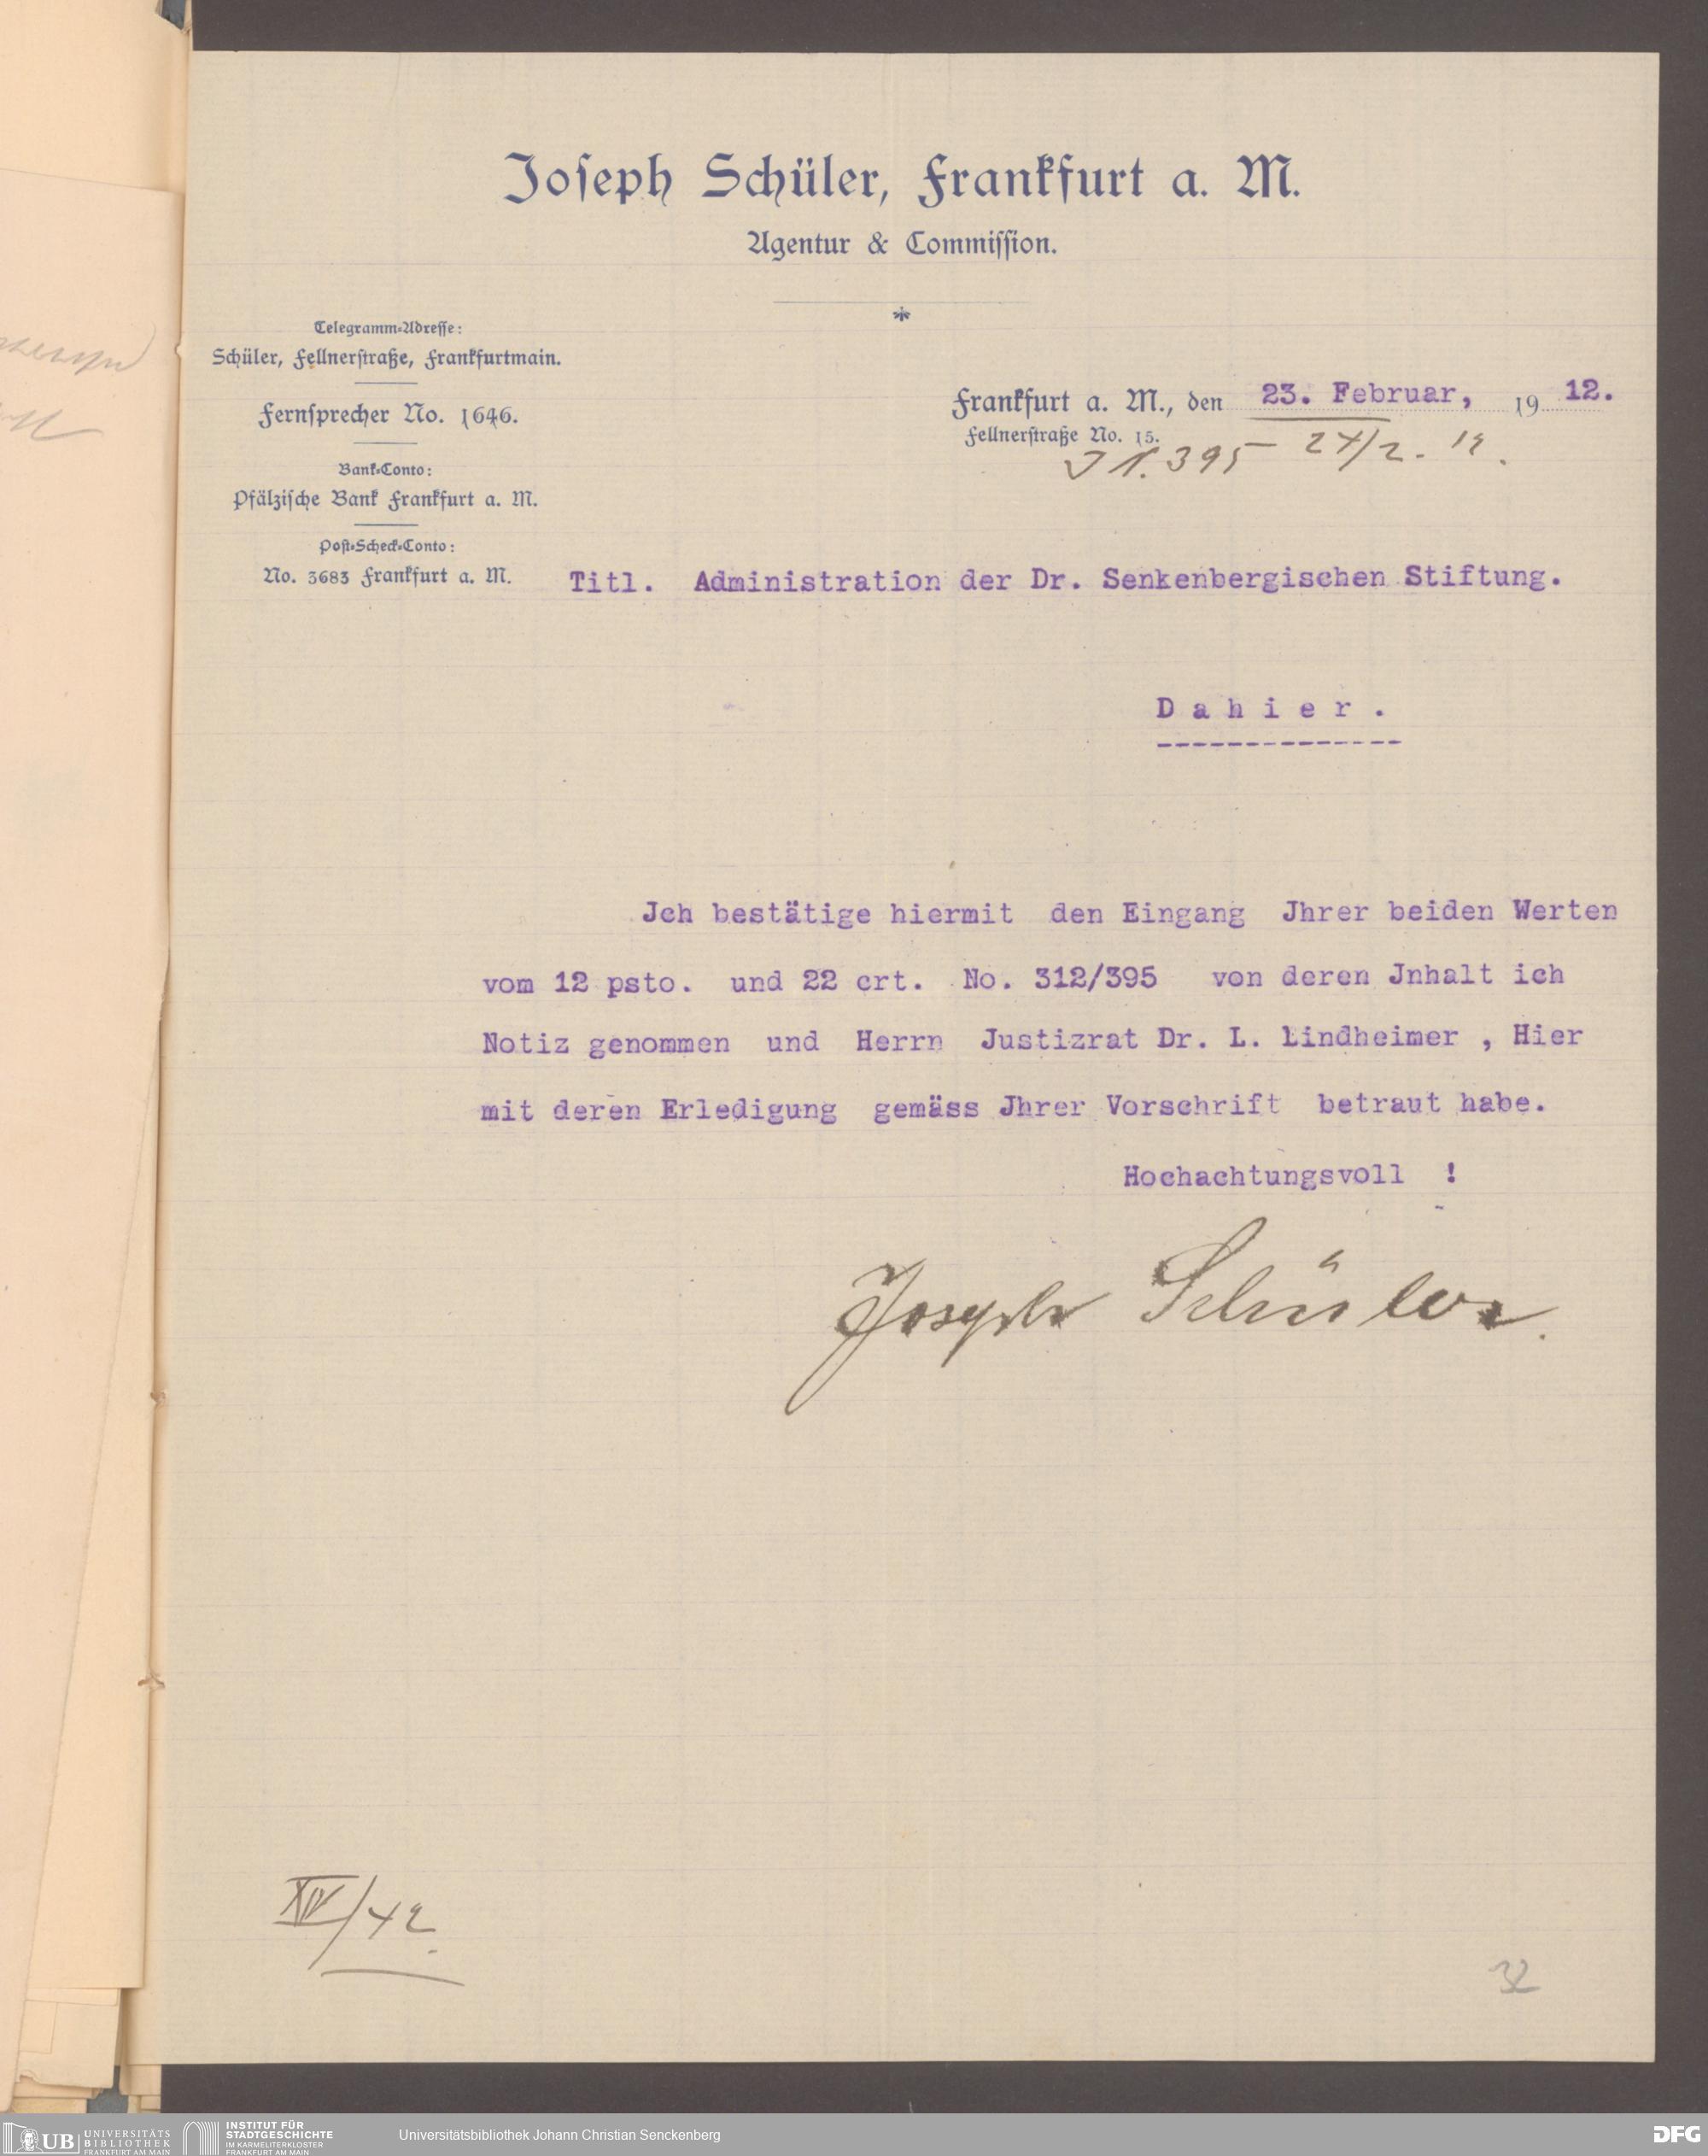 Joseph Schüler, Frankfurt a. M.
Agentur & Commission.
Telegramm-Adresse:
Schüler, Fellnerstraße, Frankfurtmain.
Fernsprecher No. 1646.
Bank-Conto:
Pfälzische Bank Frankfurt a. M.
Post-Scheck-Conto:
No. 3683 Frankfurt a. M.
Frankfurt a. M., den 23. Februar, 1912.
Fellnerstraße No. 15.
J N. 395 - 24/2. 12.
Titl. Administration der Dr. Senkenbergischen Stiftung.
Dahier.
Jch bestätige hiermit den Eingang Jhrer beiden Werten
vom 12 psto. und 22 crt. No. 312/395 von deren Jnhalt ich
Notiz genommen und Herrn Justizrat Dr. L. Lindheimer , Hier
mit deren Erledigung gemäss Jhrer Vorschrift betraut habe.
Hochachtungsvoll !
Joseph Schüler.
XIV/42.
32
UB UNIVERSITÄTS BIBLIOTHEK FRANKFURT AM MAIN
INSTITUT FÜR STADTGESCHICHTE IM KARMELITERKLOSTER FRANKFURT AM MAIN
Universitätsbibliothek Johann Christian Senckenberg
DFG